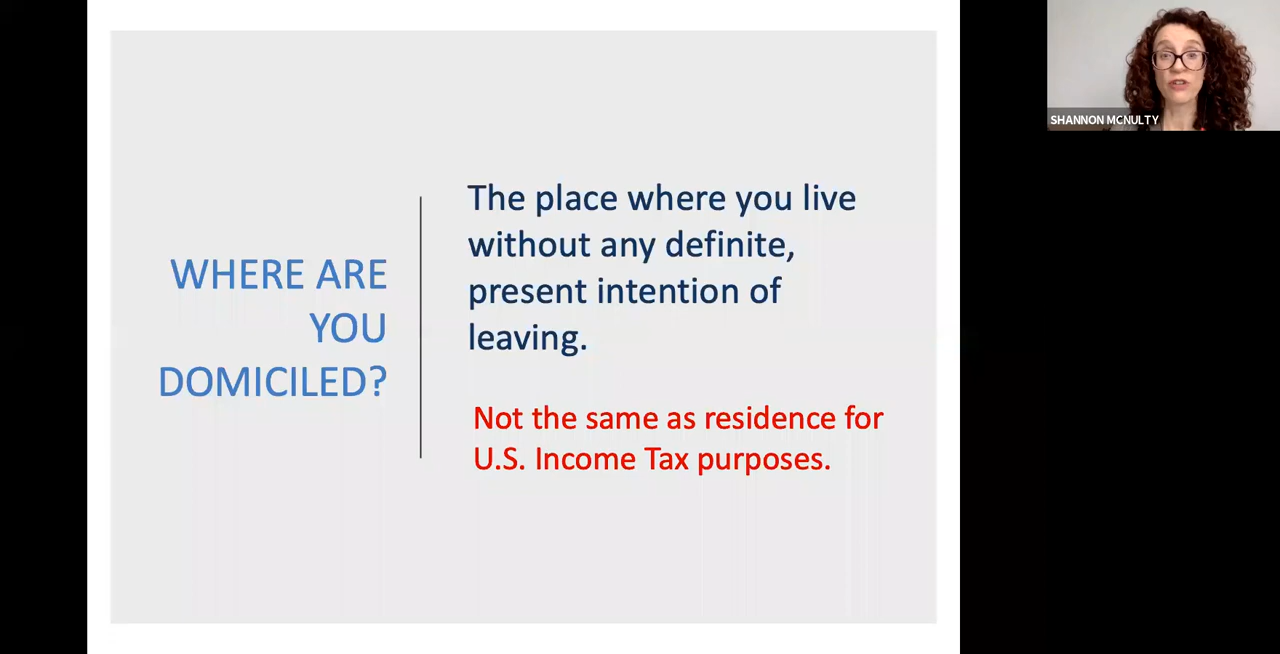 WHERE ARE
YOU
DOMICILED?
The place where you live
without any definite,
present intention of
leaving.
Not the same as residence for
U.S. Income Tax purposes.
SHANNON MCNULTY